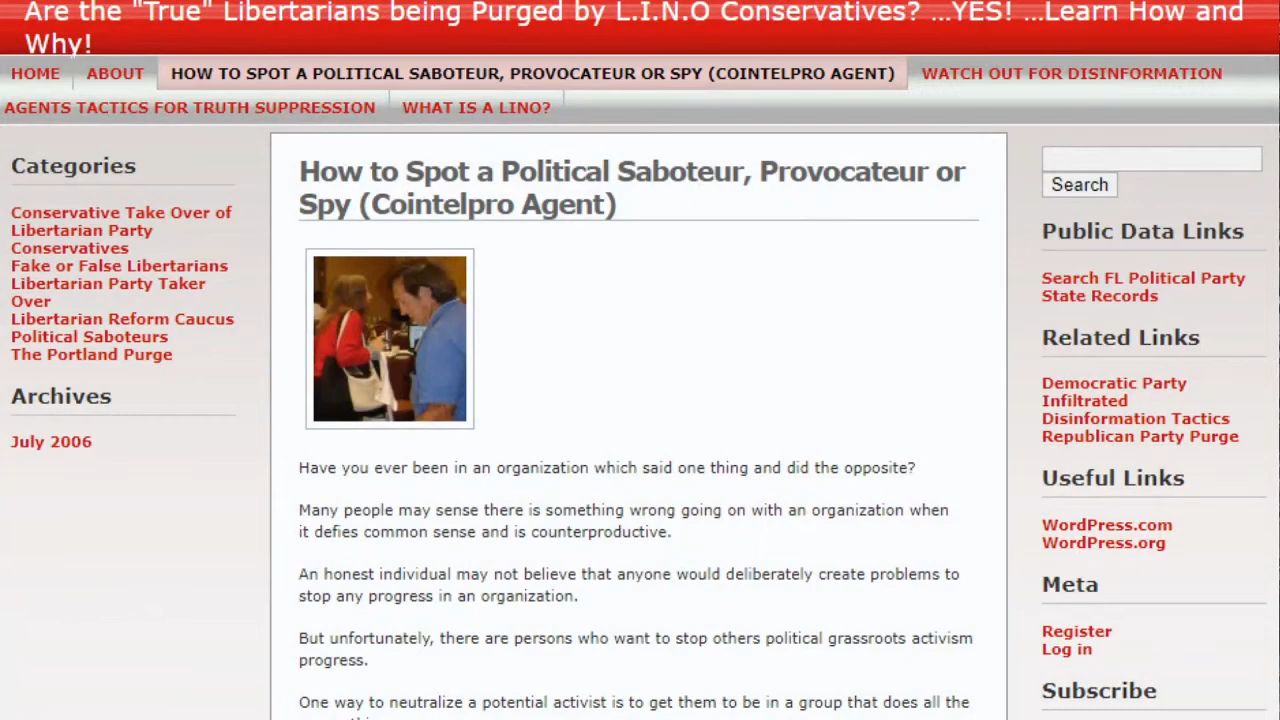 Are the "True" Libertarians being Purged by L.I.N.O Conservatives? ...YES! ...Learn How and
Why!
HOME
ABOUT
HOW TO SPOT A POLITICAL SABOTEUR, PROVOCATEUR OR SPY (COINTELPRO AGENT)
WATCH OUT FOR DISINFORMATION
AGENTS TACTICS FOR TRUTH SUPPRESSION
WHAT IS A LINO?
Categories
Conservative Take Over of
Libertarian Party
Conservatives
Fake or False Libertarians
Libertarian Party Taker
Over
Libertarian Reform Caucus
Political Saboteurs
The Portland Purge
Archives
July 2006
How to Spot a Political Saboteur, Provocateur or
Spy (Cointelpro Agent)
Have you ever been in an organization which said one thing and did the opposite?
Many people may sense there is something wrong going on with an organization when
it defies common sense and is counterproductive.
An honest individual may not believe that anyone would deliberately create problems to
stop any progress in an organization.
But unfortunately, there are persons who want to stop others political grassroots activism
progress.
One way to neutralize a potential activist is to get them to be in a group that does all the
Search
Public Data Links
Search FL Political Party
State Records
Related Links
Democratic Party
Infiltrated
Disinformation Tactics
Republican Party Purge
Useful Links
WordPress.com
WordPress.org
Meta
Register
Log in
Subscribe